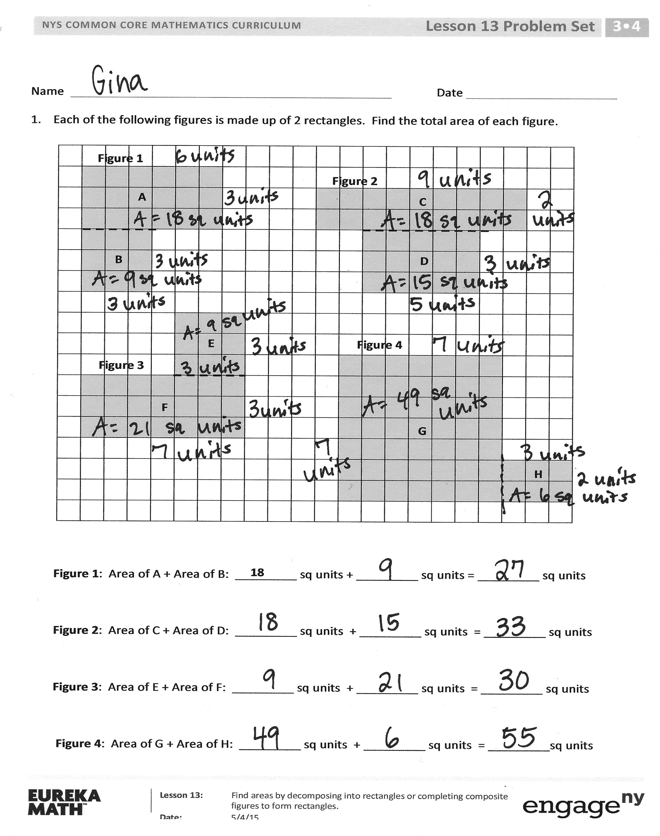 NYS COMMON CORE MATHEMATICS CURRICULUM Lesson 13 Problem Set 3•4
Name Gina Date
1. Each of the following figures is made up of 2 rectangles. Find the total area of each figure.
Figure 1 6 units
A 3 units
A = 18 sq units
B 3 units
A = 9 sq units
3 units
Figure 2 9 units
C 2 units
A = 18 sq units
D 3 units
A = 15 sq units
5 units
Figure 3
A = 9 sq units
E 3 units
3 units
F 3 units
A = 21 sq units
7 units
Figure 4 7 units
A = 49 sq units
G
7 units
3 units
H 2 units
A = 6 sq units
Figure 1: Area of A + Area of B: 18 sq units + 9 sq units = 27 sq units
Figure 2: Area of C + Area of D: 18 sq units + 15 sq units = 33 sq units
Figure 3: Area of E + Area of F: 9 sq units + 21 sq units = 30 sq units
Figure 4: Area of G + Area of H: 49 sq units + 6 sq units = 55 sq units
EUREKA MATH
Lesson 13: Find areas by decomposing into rectangles or completing composite
figures to form rectangles.
Date: 5/4/15
engage ny